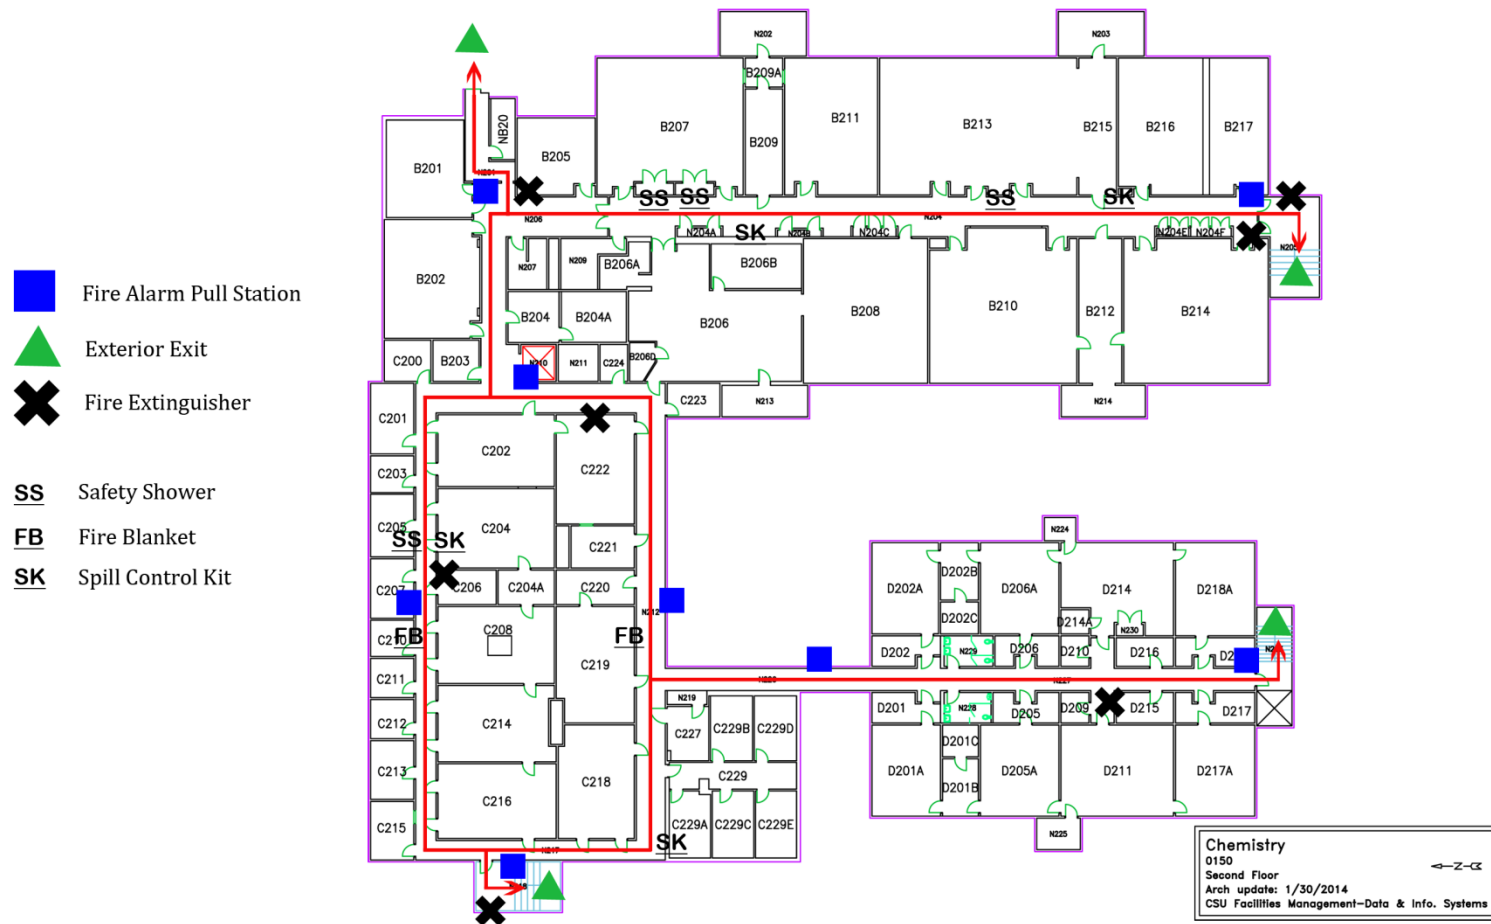 N202
N203
B209A
B207
B209
B211
B213
B215
B216
B217
NB20
B205
B201
N201
SS
SS
SS
SK
N206
N204
N204A
SK
N204B
N204C
N204E
N204F
N205
B202
N207
N209
B206A
B206B
B204
B204A
B206
B208
B210
B212
B214
C200
B203
N210
N211
C224
B206D
C223
N213
N214
Fire Alarm Pull Station
Exterior Exit
Fire Extinguisher
SS Safety Shower
FB Fire Blanket
SK Spill Control Kit
C201
C202
C222
C203
C204
C205
SS SK
C221
C206
C204A
C220
C207
N212
C210
FB
C208
FB
C219
C211
C212
C214
C213
C216
C218
C215
N217
SK
N219
C227
C229B
C229D
C229
C229A
C229C
C229E
N224
D202A
D202B
D206A
D214
D218A
D202C
D214A
N230
D202
N229
D206
D210
D216
N227
D201
N228
D205
D209
D215
D217
D201C
D201A
D205A
D211
D217A
D201B
N225
Chemistry
0150
Second Floor
Arch update: 1/30/2014
CSU Facilities Management-Data & Info. Systems